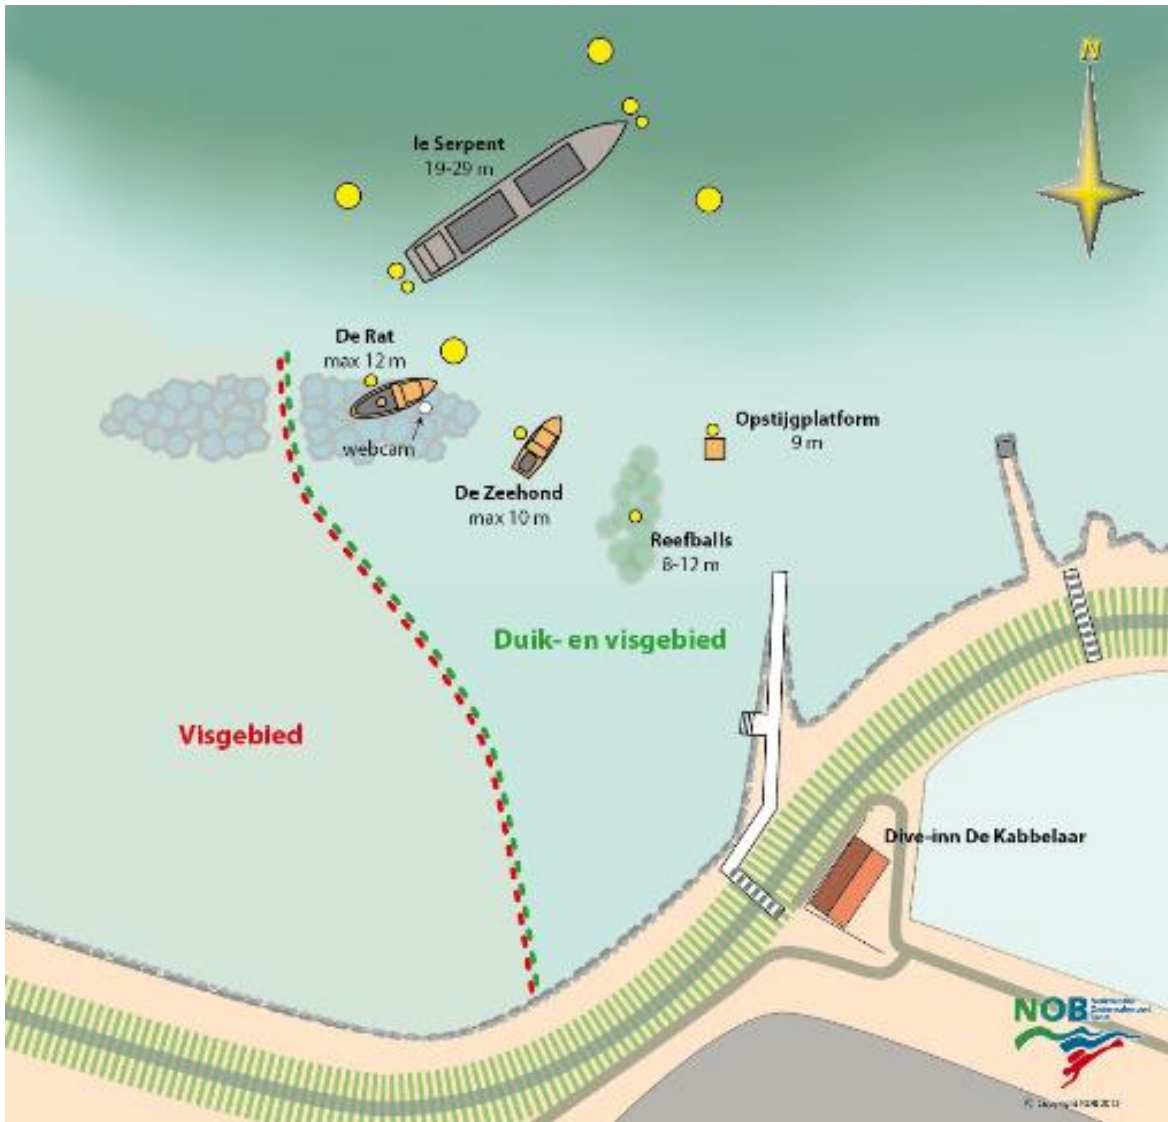 N
le Serpent
19-29 m
De Rat
max 12 m
webcam
Opstijgplatform
9 m
De Zeehond
max 10 m
Reefballs
8-12 m
Duik- en visgebied
Visgebied
Dive-inn De Kabbelaar
NOB